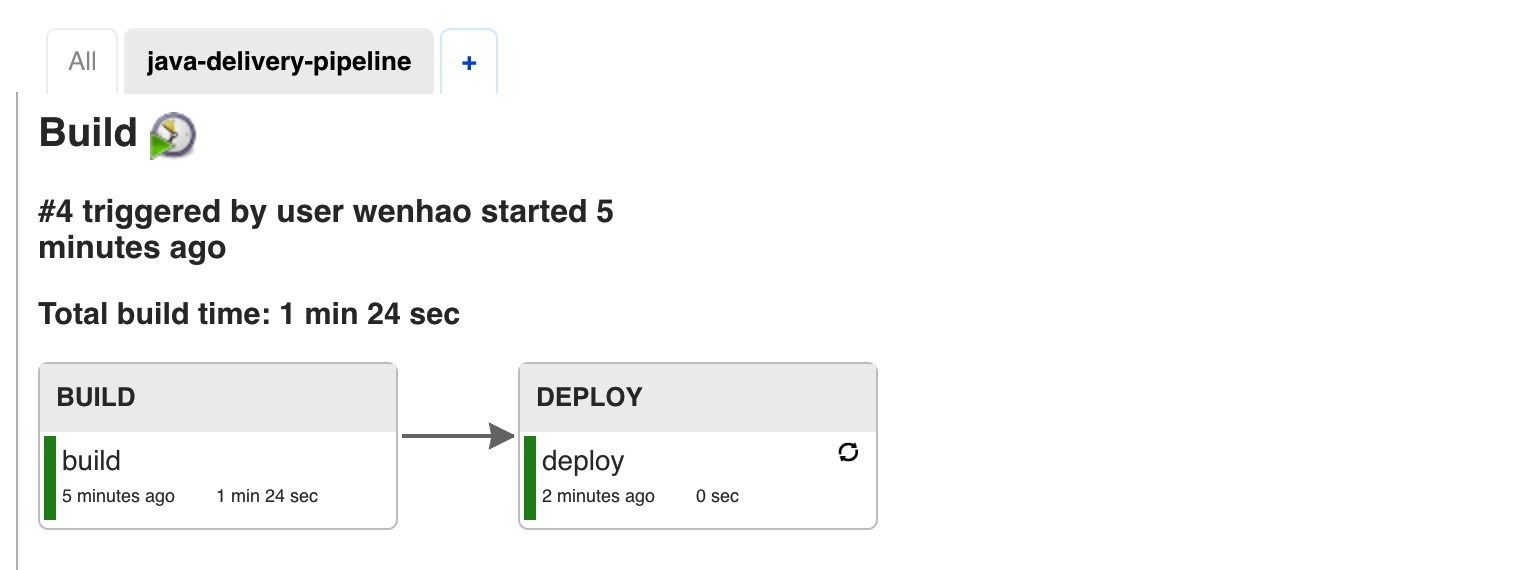 All java-delivery-pipeline +
Build
#4 triggered by user wenhao started 5
minutes ago
Total build time: 1 min 24 sec
BUILD
build
5 minutes ago 1 min 24 sec
DEPLOY
deploy
2 minutes ago 0 sec